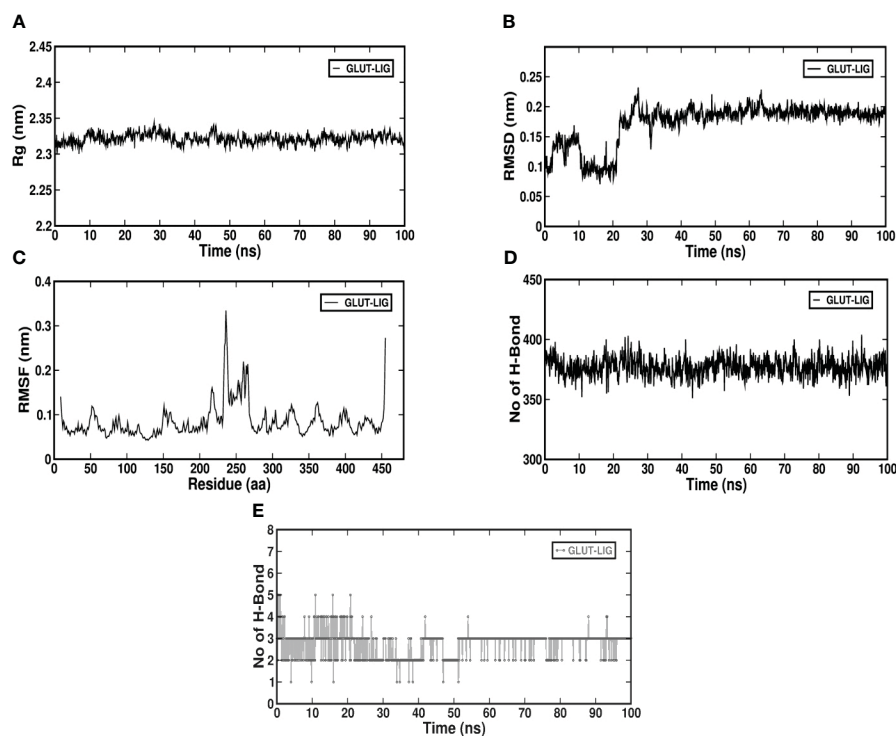 A
2.45
2.4
2.35
2.3
2.25
2.2
Rg (nm)
GLUT-LIG
0 10 20 30 40 50 60 70 80 90 100
Time (ns)
B
0.25
0.2
0.15
0.1
0.05
0
RMSD (nm)
GLUT-LIG
0 10 20 30 40 50 60 70 80 90 100
Time (ns)
C
0.4
0.3
0.2
0.1
0
RMSF (nm)
GLUT-LIG
0 50 100 150 200 250 300 350 400 450
Residue (aa)
D
450
400
350
300
No of H-Bond
GLUT-LIG
0 10 20 30 40 50 60 70 80 90 100
Time (ns)
E
8
7
6
5
4
3
2
1
0
No of H-Bond
GLUT-LIG
0 10 20 30 40 50 60 70 80 90 100
Time (ns)